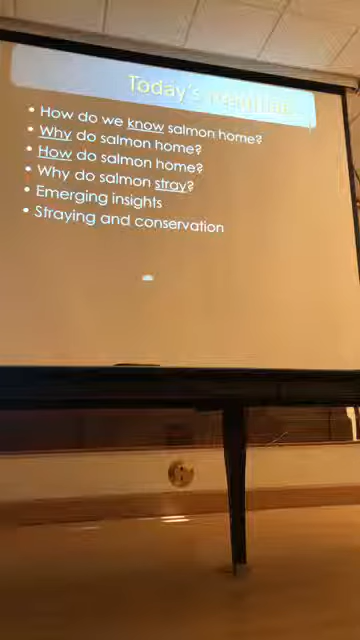 Today's
• How do we know salmon home?
• Why do salmon home?
• How do salmon home?
• Why do salmon stray?
• Emerging insights
• Straying and conservation